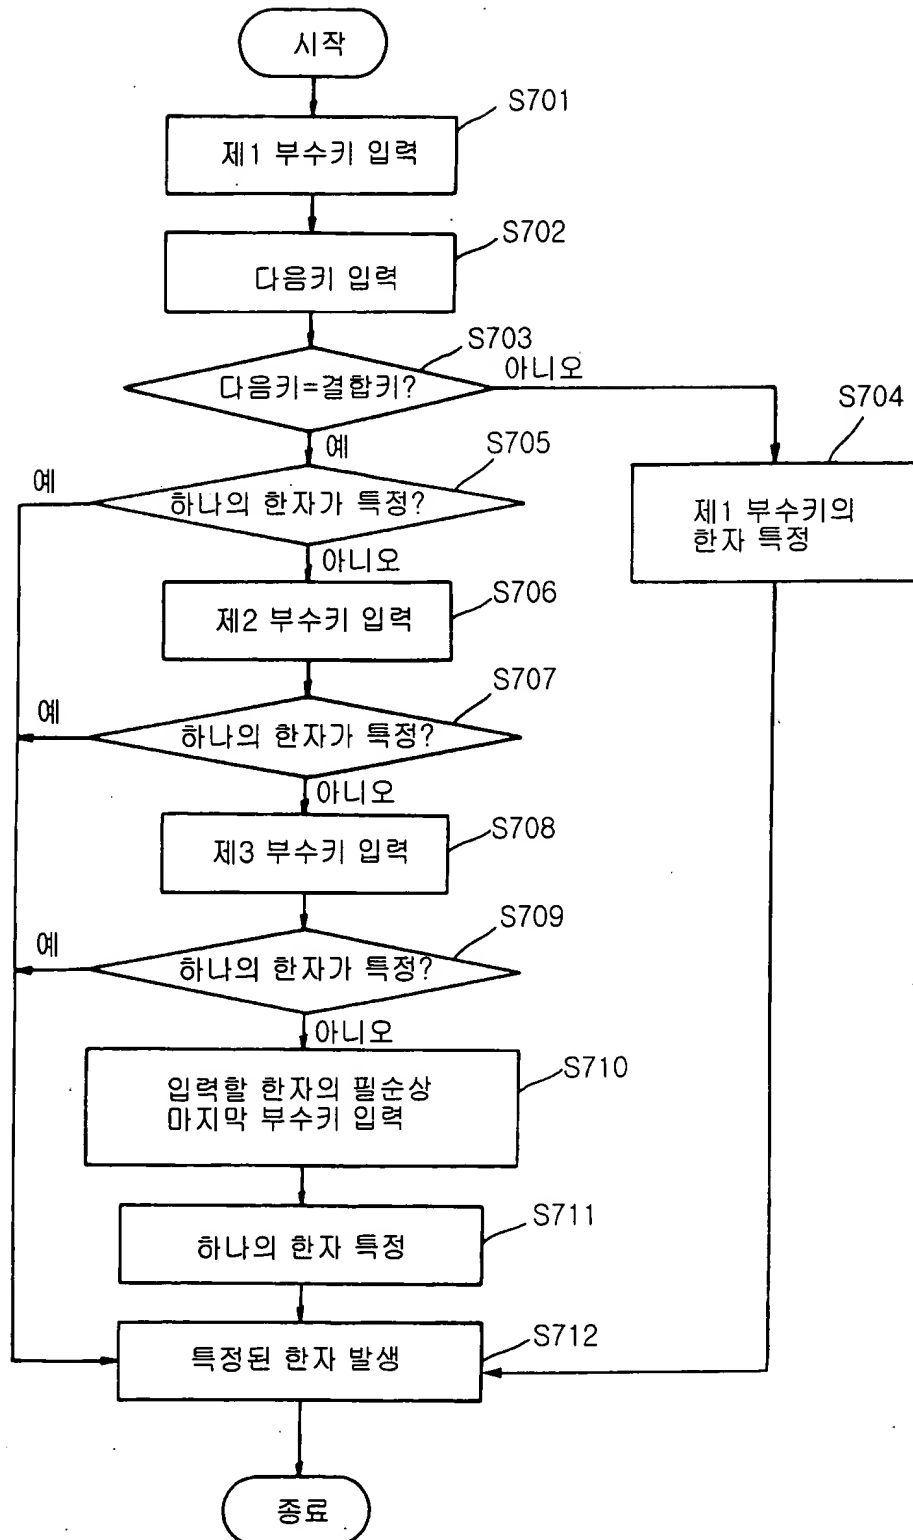 시작
S701
제1 부수키 입력
S702
다음키 입력
S703
다음키=결합키?
아니오
S704
제1 부수키의
한자 특정
예
S705
하나의 한자가 특정?
예
아니오
S706
제2 부수키 입력
S707
하나의 한자가 특정?
예
아니오
S708
제3 부수키 입력
S709
하나의 한자가 특정?
예
아니오
S710
입력할 한자의 필순상
마지막 부수키 입력
S711
하나의 한자 특정
S712
특정된 한자 발생
종료